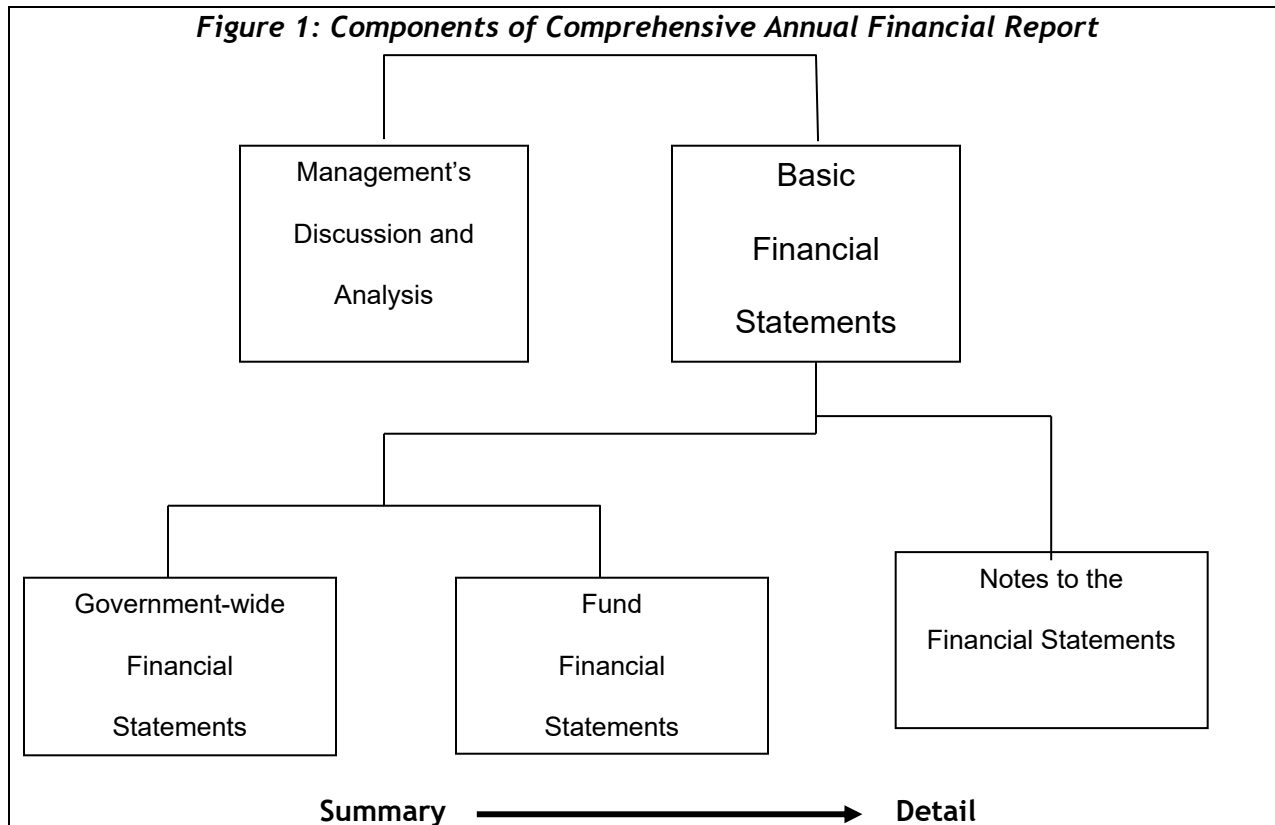 Figure 1: Components of Comprehensive Annual Financial Report
Management’s
Discussion and
Analysis
Basic
Financial
Statements
Government-wide
Financial
Statements
Fund
Financial
Statements
Notes to the
Financial Statements
Summary
Detail